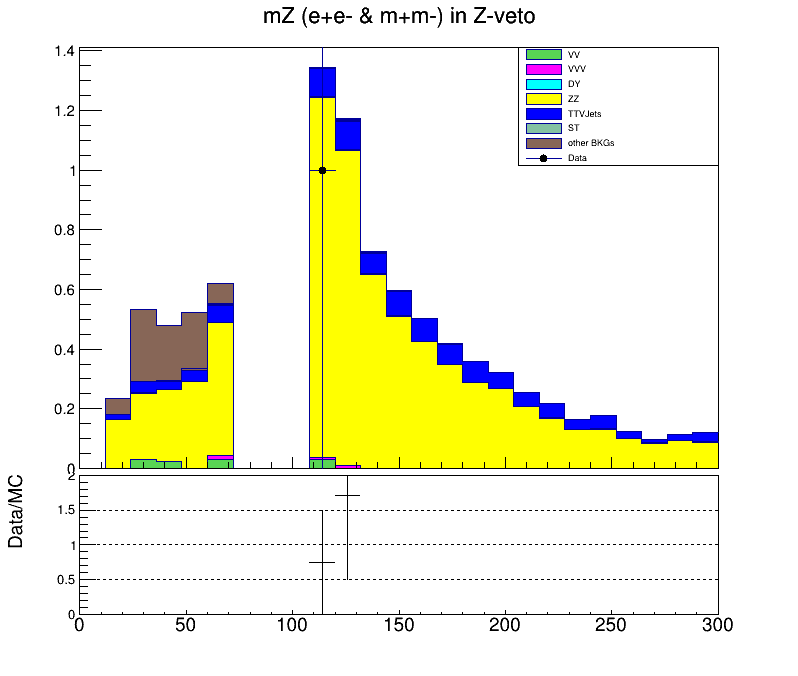 mZ (e+e- & m+m-) in Z-veto
1.4
1.2
1
0.8
0.6
0.4
0.2
0
VV
VVV
DY
ZZ
TTVJets
ST
other BKGs
Data
Data/MC
2
1.5
1
0.5
0
0 50 100 150 200 250 300